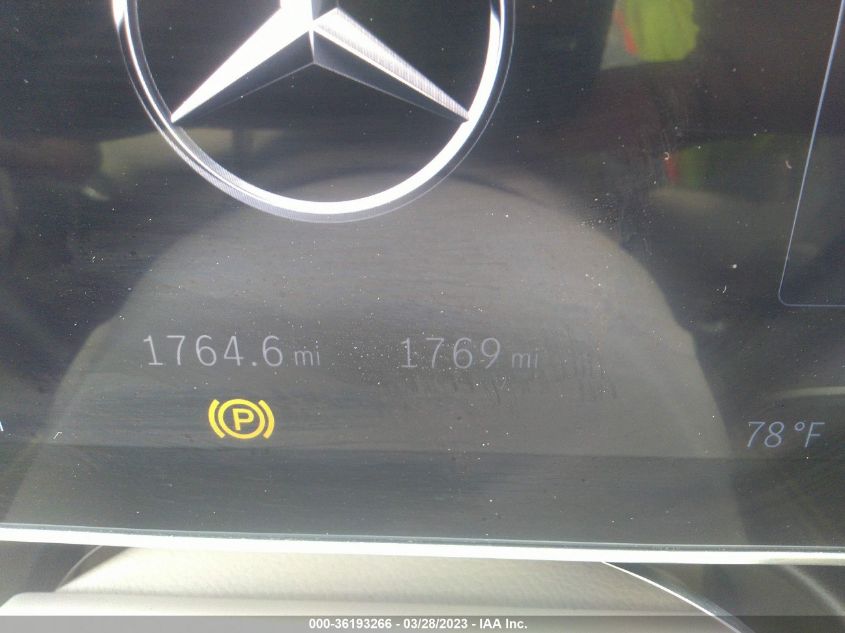 1764.6 mi 1769 mi
P
78 °F
000-36193266 - 03/28/2023 - IAA Inc.